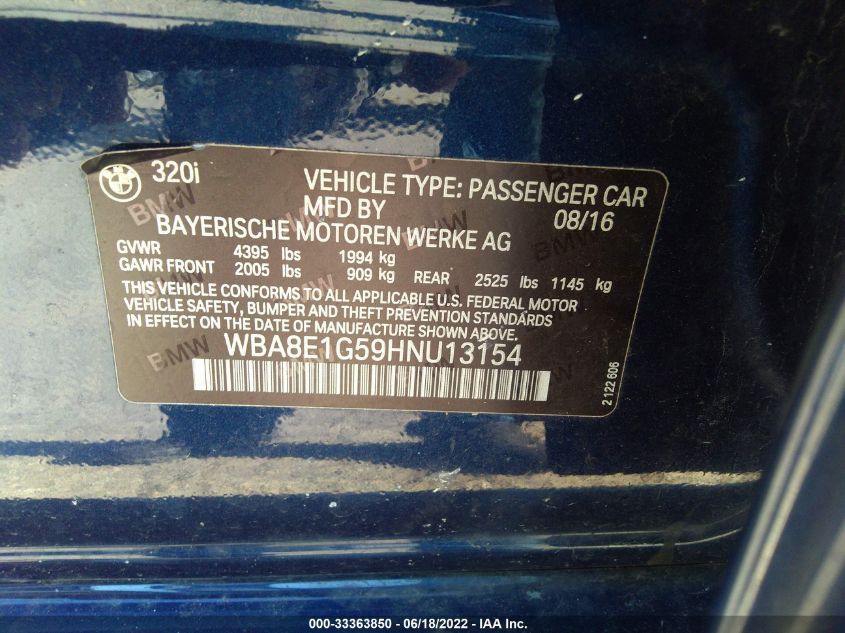 BMW 320i
VEHICLE TYPE: PASSENGER CAR
MFD BY 08/16
BAYERISCHE MOTOREN WERKE AG
GVWR 4395 lbs 1994 kg
GAWR FRONT 2005 lbs 909 kg REAR 2525 lbs 1145 kg
THIS VEHICLE CONFORMS TO ALL APPLICABLE U.S. FEDERAL MOTOR
VEHICLE SAFETY, BUMPER AND THEFT PREVENTION STANDARDS
IN EFFECT ON THE DATE OF MANUFACTURE SHOWN ABOVE.
WBA8E1G59HNU13154
2 122 606
000-33363850 - 06/18/2022 - IAA Inc.